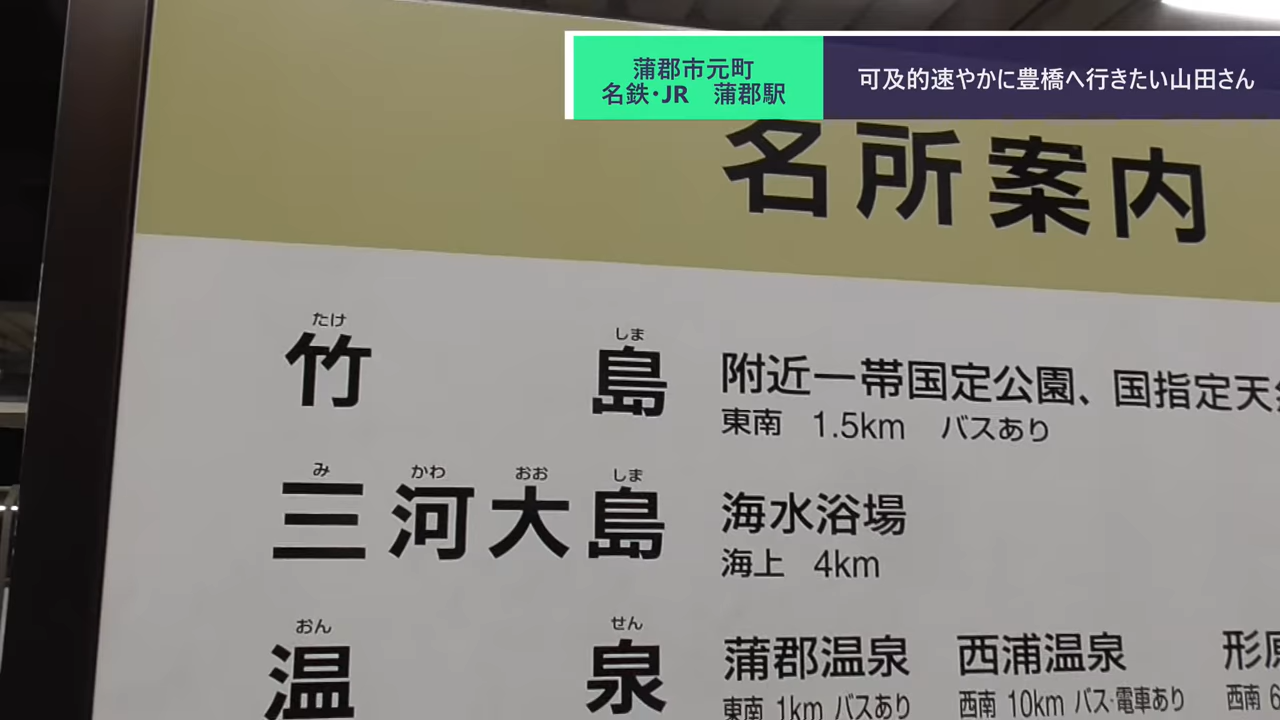 蒲郡市元町
名鉄・JR 蒲郡駅
可及的速やかに豊橋へ行きたい山田さん
名所案内
たけ しま
竹島 附近一帯国定公園、国指定天
東南 1.5km バスあり
み かわ おお しま
三河大島 海水浴場
海上 4km
おん せん
温泉 蒲郡温泉 西浦温泉 形
東南 1km バスあり 西南 10km バス・電車あり 西南 6